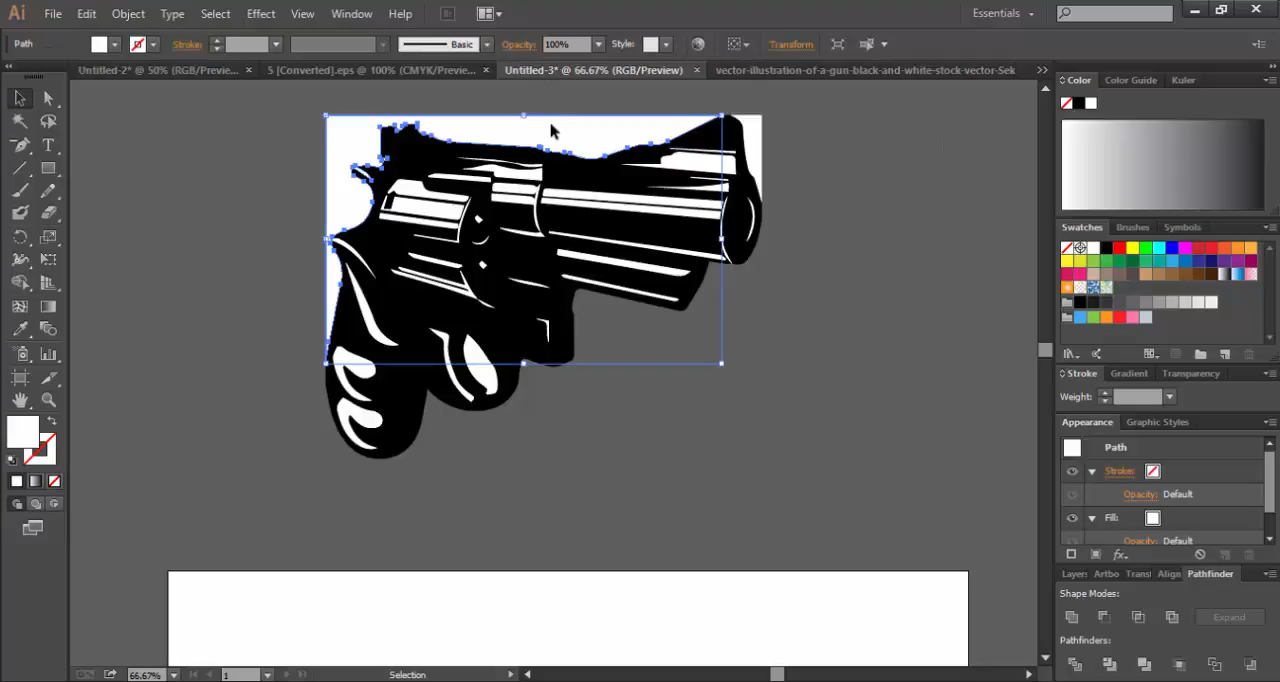 Ai File Edit Object Type Select Effect View Window Help Br Essentials
Path Stroke: Basic Opacity: 100% Style: Transform
Untitled-2* @ 50% (RGB/Previe... × 5 [Converted].eps @ 100% (CMYK/Previe... × Untitled-3* @ 66.67% (RGB/Preview) × vector-illustration-of-a-gun-black-and-white-stock-vector-Sek
Color Color Guide Kuler
Swatches Brushes Symbols
Stroke Gradient Transparency
Weight:
Appearance Graphic Styles
Path
Stroke:
Opacity: Default
Fill:
Opacity: Default
fx
Layers Artbo Trans Align Pathfinder
Shape Modes:
Expand
Pathfinders:
66.67% 1 Selection